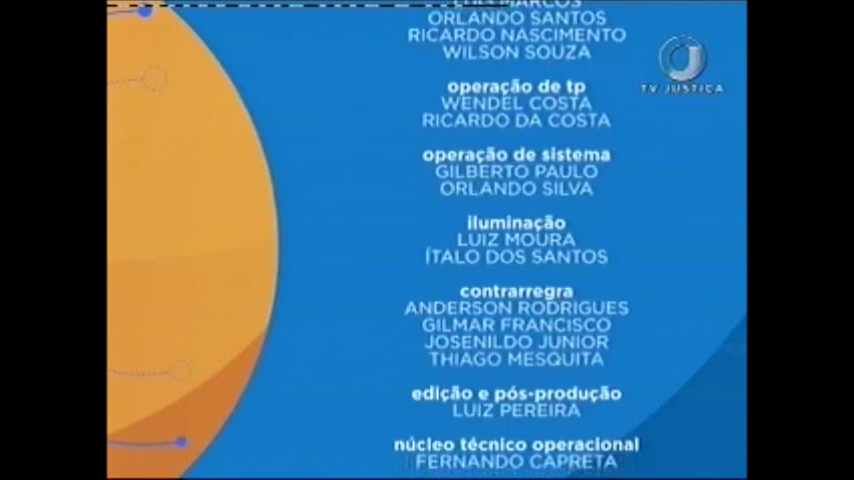 LUIS MARCOS
ORLANDO SANTOS
RICARDO NASCIMENTO
WILSON SOUZA
operação de tp
WENDEL COSTA
RICARDO DA COSTA
operação de sistema
GILBERTO PAULO
ORLANDO SILVA
iluminação
LUIZ MOURA
ÍTALO DOS SANTOS
contrarregra
ANDERSON RODRIGUES
GILMAR FRANCISCO
JOSENILDO JUNIOR
THIAGO MESQUITA
edição e pós-produção
LUIZ PEREIRA
núcleo técnico operacional
FERNANDO CAPRETA
TV JUSTIÇA